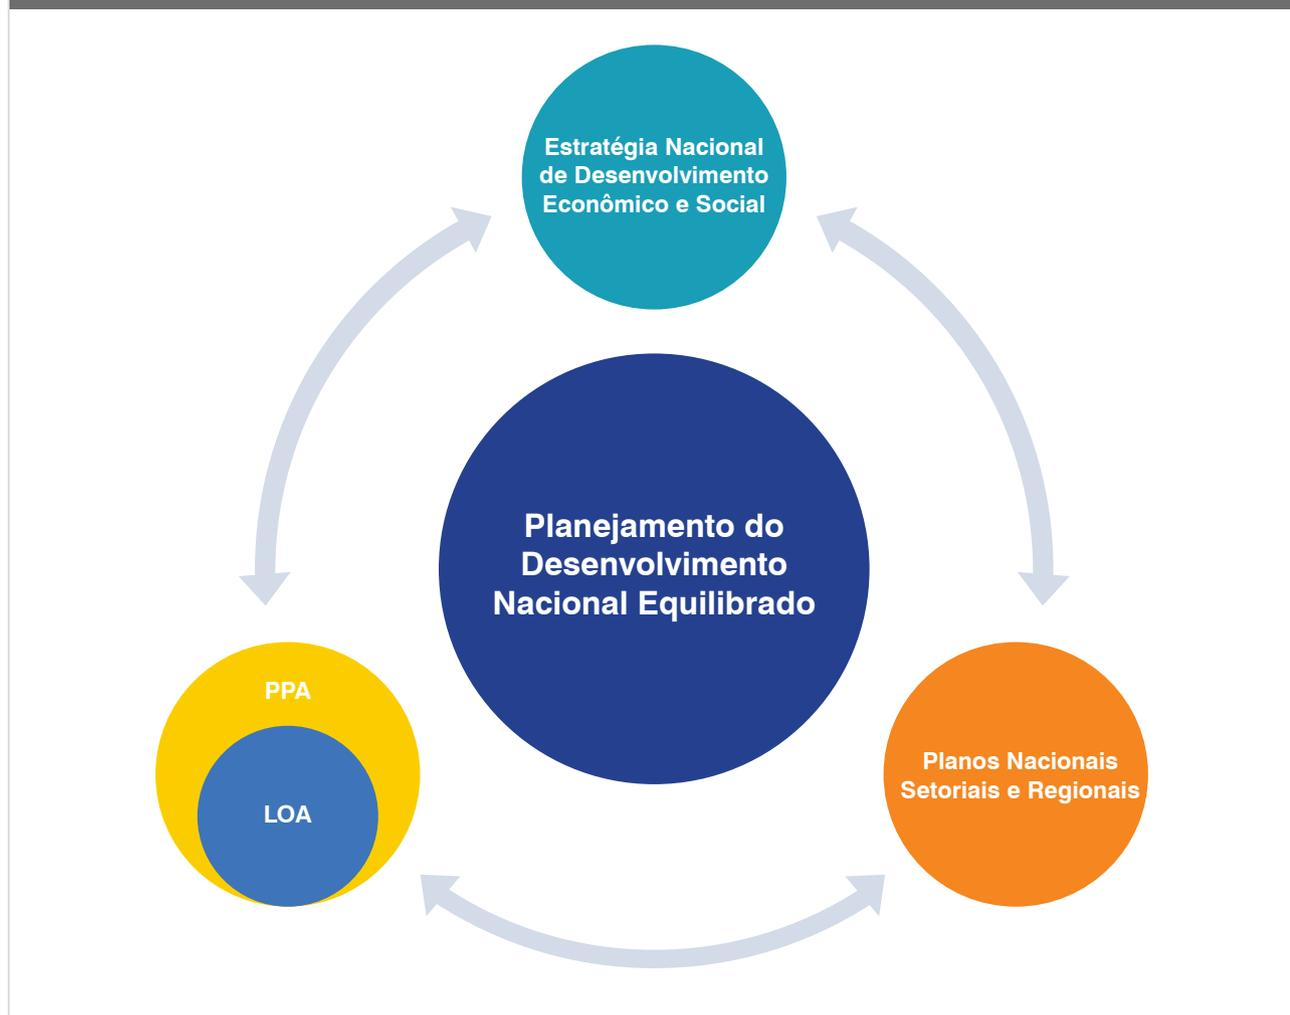 Estratégia Nacional
de Desenvolvimento
Econômico e Social
Planejamento do
Desenvolvimento
Nacional Equilibrado
PPA
LOA
Planos Nacionais
Setoriais e Regionais